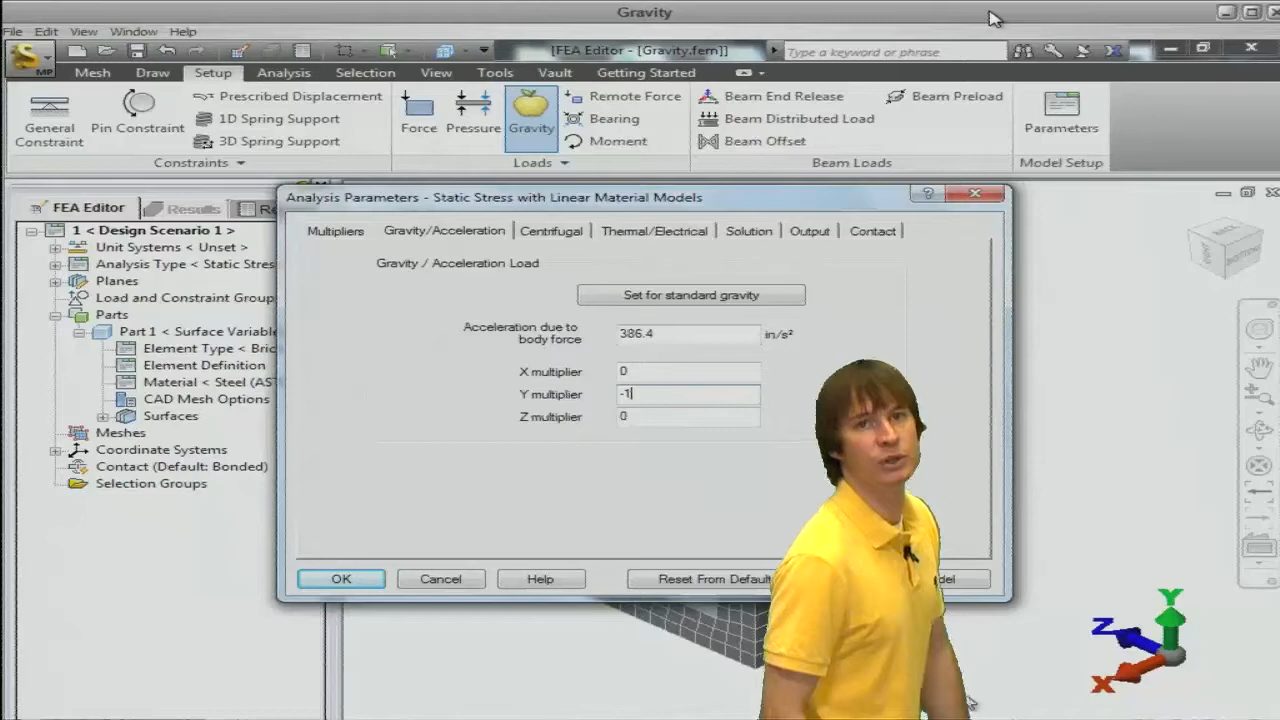 Gravity
File Edit View Window Help
[FEA Editor - [Gravity.fem]]
Type a keyword or phrase
MP
Mesh Draw Setup Analysis Selection View Tools Vault Getting Started
General Constraint
Pin Constraint
Prescribed Displacement
1D Spring Support
3D Spring Support
Constraints
Force Pressure Gravity
Remote Force
Bearing
Moment
Loads
Beam End Release
Beam Distributed Load
Beam Offset
Beam Preload
Beam Loads
Parameters
Model Setup
FEA Editor Results Re
1 < Design Scenario 1 >
Unit Systems < Unset >
Analysis Type < Static Stres
Planes
Load and Constraint Group
Parts
Part 1 < Surface Variable
Element Type < Bric
Element Definition
Material < Steel (AST
CAD Mesh Options
Surfaces
Meshes
Coordinate Systems
Contact (Default: Bonded)
Selection Groups
Analysis Parameters - Static Stress with Linear Material Models
Multipliers Gravity/Acceleration Centrifugal Thermal/Electrical Solution Output Contact
Gravity / Acceleration Load
Set for standard gravity
Acceleration due to body force 386.4 in/s²
X multiplier 0
Y multiplier -1
Z multiplier 0
OK Cancel Help Reset From Default del
BOTTOM
Y
Z
X